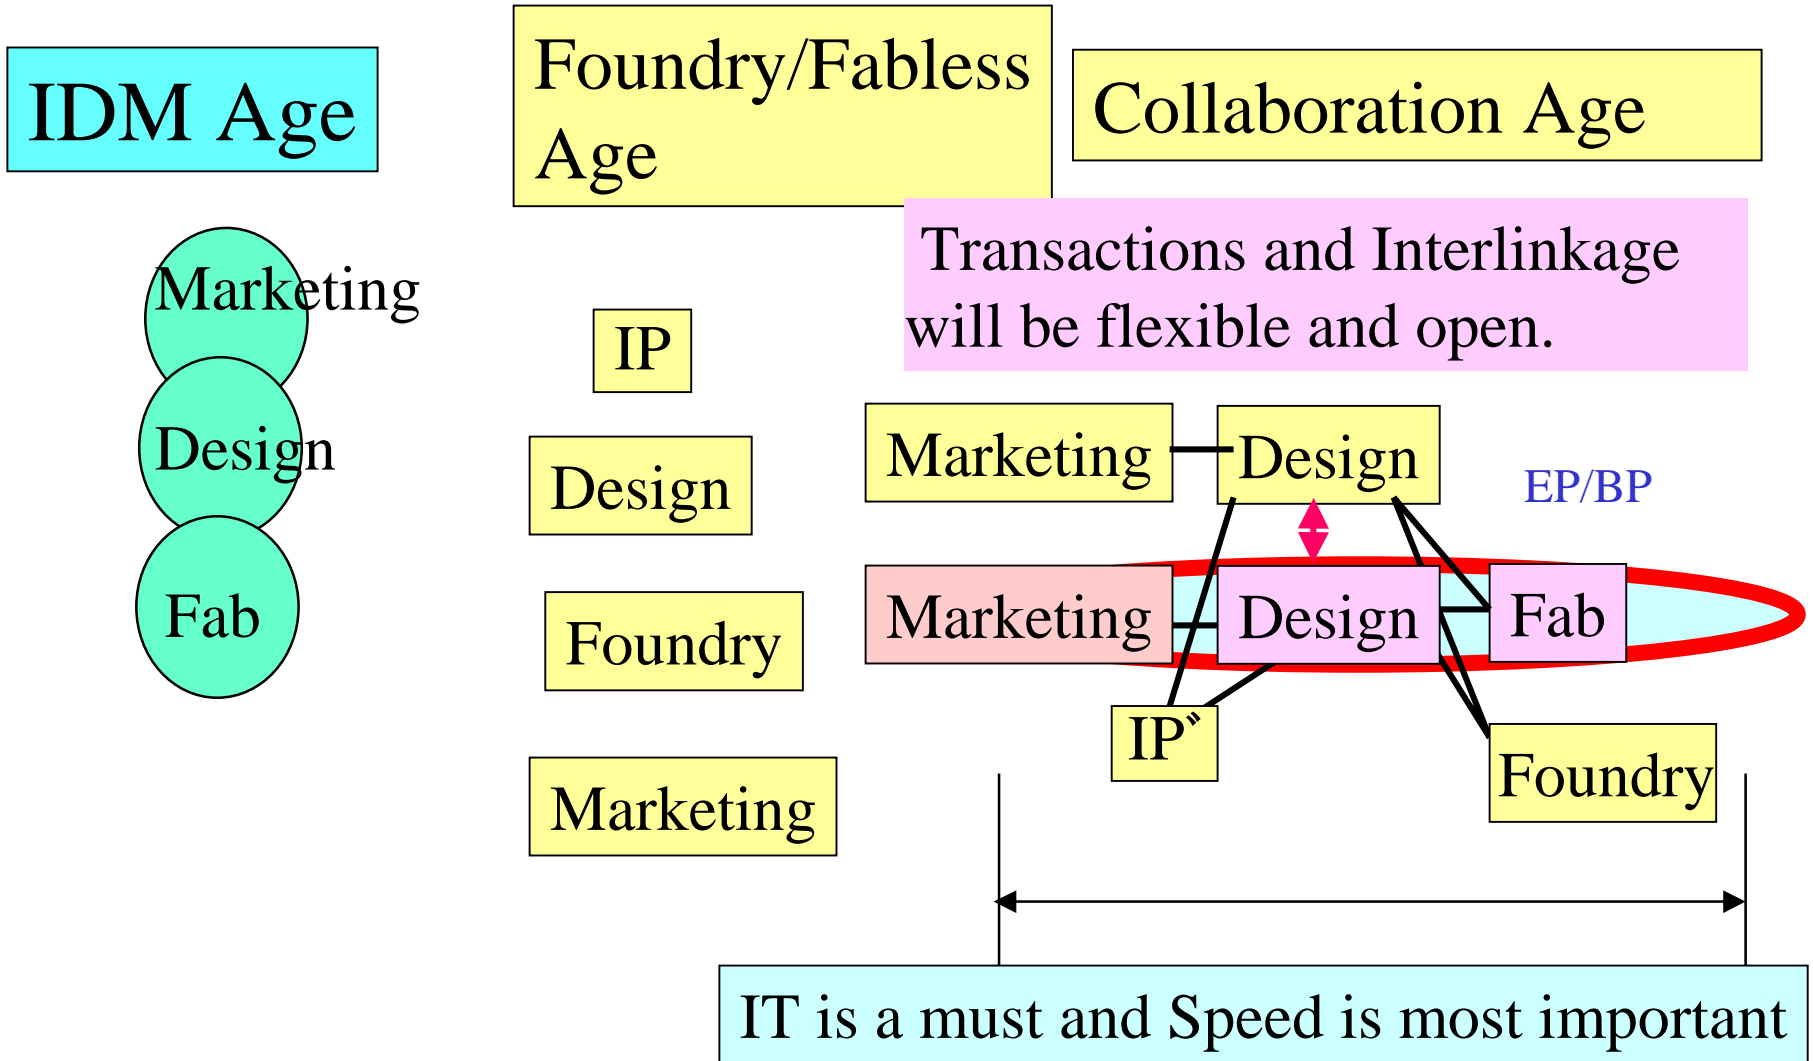 IDM Age
Foundry/Fabless
Age
Collaboration Age
Transactions and Interlinkage
will be flexible and open.
Marketing
Design
Fab
IP
Design
Foundry
Marketing
Marketing
Design
EP/BP
Marketing
Design
Fab
IP〟
Foundry
IT is a must and Speed is most important